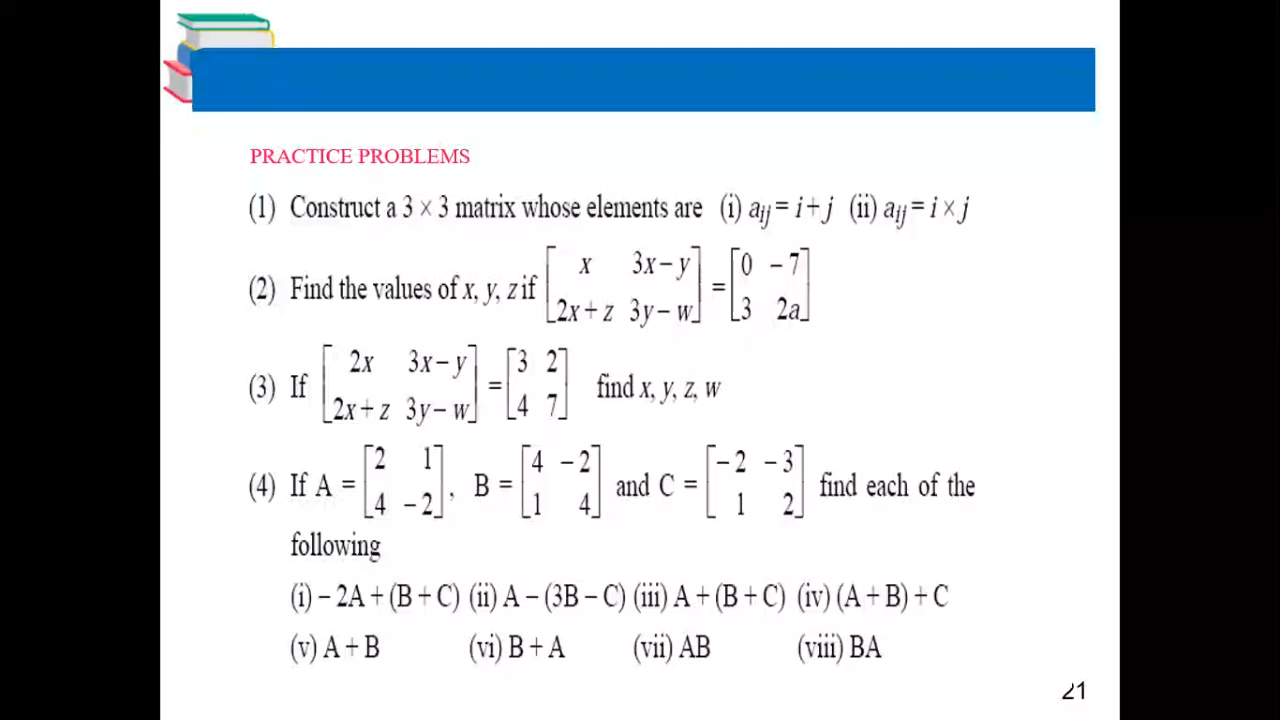 PRACTICE PROBLEMS
(1) Construct a 3 × 3 matrix whose elements are (i) aᵢⱼ = i + j (ii) aᵢⱼ = i × j
(2) Find the values of x, y, z if [x 3x − y; 2x + z 3y − w] = [0 − 7; 3 2a]
(3) If [2x 3x − y; 2x + z 3y − w] = [3 2; 4 7] find x, y, z, w
(4) If A = [2 1; 4 − 2], B = [4 − 2; 1 4] and C = [− 2 − 3; 1 2] find each of the
following
(i) − 2A + (B + C) (ii) A − (3B − C) (iii) A + (B + C) (iv) (A + B) + C
(v) A + B (vi) B + A (vii) AB (viii) BA
21